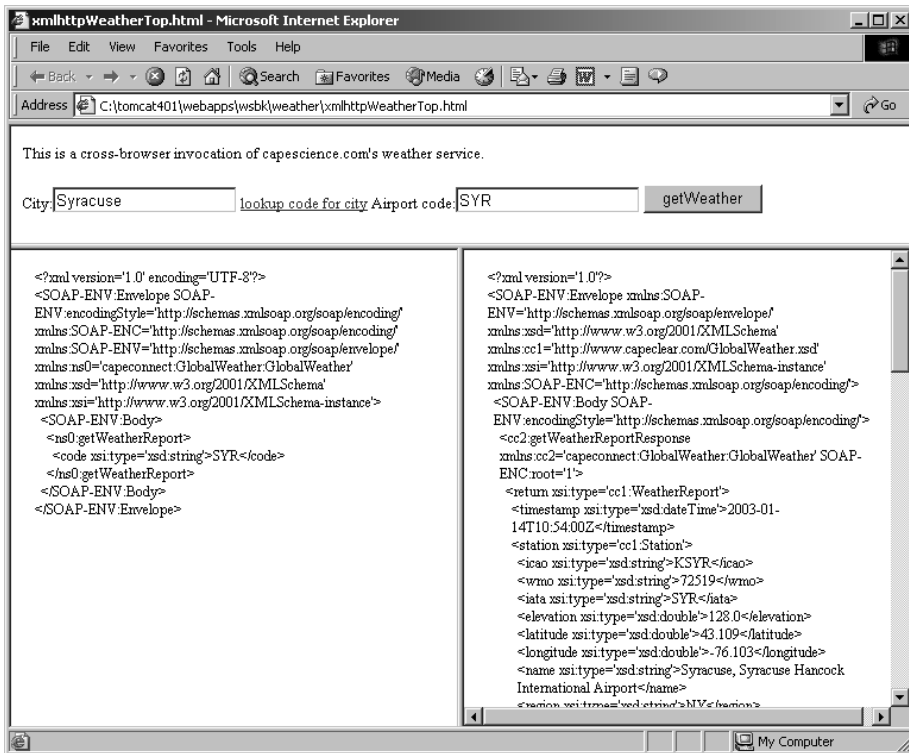 xmlhttpWeatherTop.html - Microsoft Internet Explorer
File Edit View Favorites Tools Help
Back Search Favorites Media
Address C:\tomcat401\webapps\wsbk\weather\xmlhttpWeatherTop.html Go
This is a cross-browser invocation of capescience.com's weather service.
City: Syracuse lookup code for city Airport code: SYR getWeather
<?xml version='1.0' encoding='UTF-8'?>
<SOAP-ENV:Envelope SOAP-
ENV:encodingStyle='http://schemas.xmlsoap.org/soap/encoding/'
xmlns:SOAP-ENC='http://schemas.xmlsoap.org/soap/encoding/'
xmlns:SOAP-ENV='http://schemas.xmlsoap.org/soap/envelope/'
xmlns:ns0='capeconnect:GlobalWeather:GlobalWeather'
xmlns:xsd='http://www.w3.org/2001/XMLSchema'
xmlns:xsi='http://www.w3.org/2001/XMLSchema-instance'>
<SOAP-ENV:Body>
<ns0:getWeatherReport>
<code xsi:type='xsd:string'>SYR</code>
</ns0:getWeatherReport>
</SOAP-ENV:Body>
</SOAP-ENV:Envelope>
<?xml version='1.0'?>
<SOAP-ENV:Envelope xmlns:SOAP-
ENV='http://schemas.xmlsoap.org/soap/envelope/'
xmlns:xsd='http://www.w3.org/2001/XMLSchema'
xmlns:cc1='http://www.capeclear.com/GlobalWeather.xsd'
xmlns:xsi='http://www.w3.org/2001/XMLSchema-instance'
xmlns:SOAP-ENC='http://schemas.xmlsoap.org/soap/encoding/'>
<SOAP-ENV:Body SOAP-
ENV:encodingStyle='http://schemas.xmlsoap.org/soap/encoding/'>
<cc2:getWeatherReportResponse
xmlns:cc2='capeconnect:GlobalWeather:GlobalWeather' SOAP-
ENC:root='1'>
<return xsi:type='cc1:WeatherReport'>
<timestamp xsi:type='xsd:dateTime'>2003-01-
14T10:54:00Z</timestamp>
<station xsi:type='cc1:Station'>
<icao xsi:type='xsd:string'>KSYR</icao>
<wmo xsi:type='xsd:string'>72519</wmo>
<iata xsi:type='xsd:string'>SYR</iata>
<elevation xsi:type='xsd:double'>128.0</elevation>
<latitude xsi:type='xsd:double'>43.109</latitude>
<longitude xsi:type='xsd:double'>-76.103</longitude>
<name xsi:type='xsd:string'>Syracuse, Syracuse Hancock
International Airport</name>
<region xsi:type='xsd:string'>NY</region>
My Computer